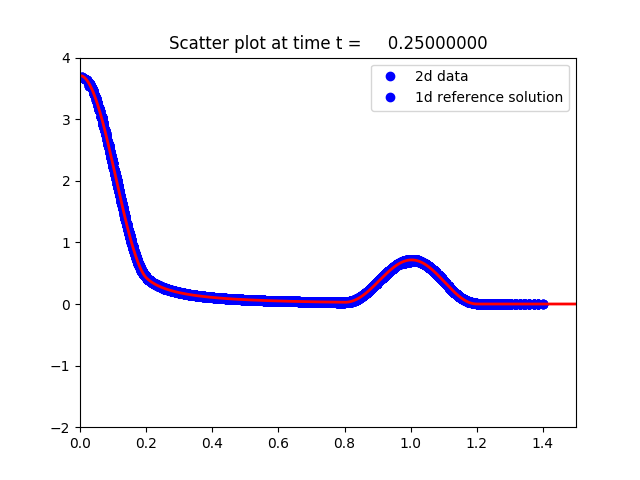 Scatter plot at time t = 0.25000000
2d data
1d reference solution
4
3
2
1
0
−1
−2
0.0 0.2 0.4 0.6 0.8 1.0 1.2 1.4